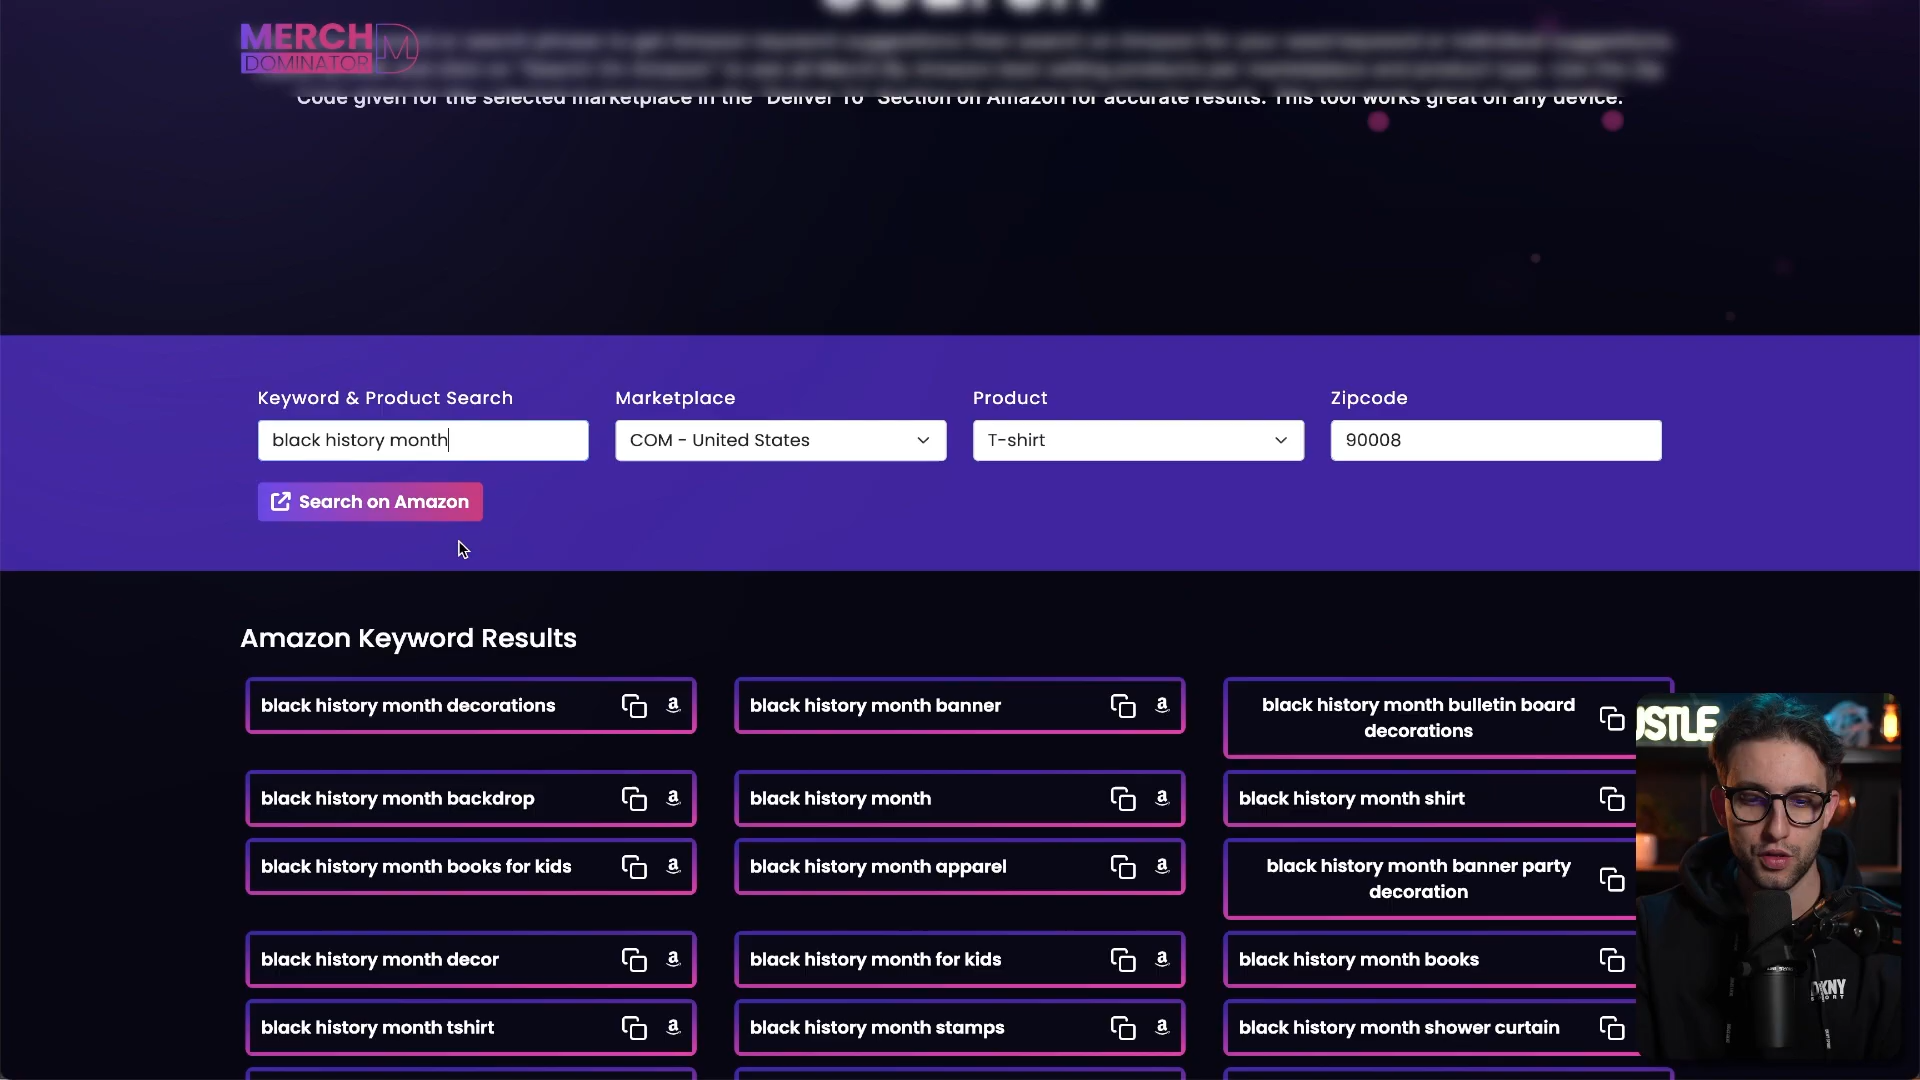 MERCH
DOMINATOR
Code given for the selected marketplace in the "Deliver To" Section on Amazon for accurate results. This tool works great on any device.
Keyword & Product Search
Marketplace
Product
Zipcode
black history month
COM - United States
T-shirt
90008
Search on Amazon
Amazon Keyword Results
black history month decorations
black history month banner
black history month bulletin board
decorations
black history month backdrop
black history month
black history month shirt
black history month books for kids
black history month apparel
black history month banner party
decoration
black history month decor
black history month for kids
black history month books
black history month tshirt
black history month stamps
black history month shower curtain
USTLE
DKNY
SPORT